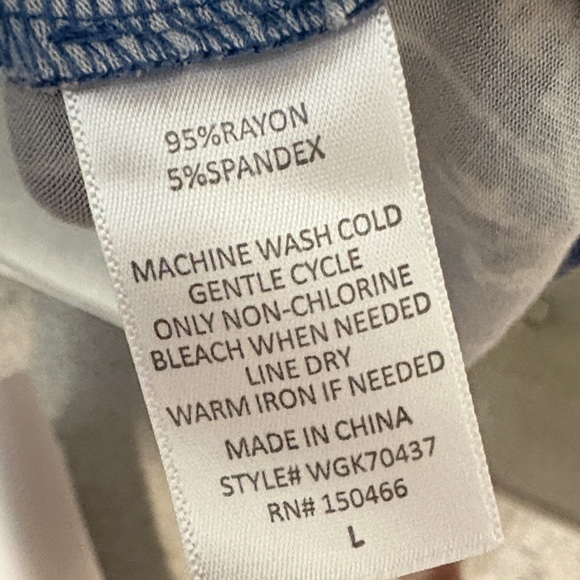 95%RAYON
5%SPANDEX
MACHINE WASH COLD
GENTLE CYCLE
ONLY NON-CHLORINE
BLEACH WHEN NEEDED
LINE DRY
WARM IRON IF NEEDED
MADE IN CHINA
STYLE# WGK70437
RN# 150466
L